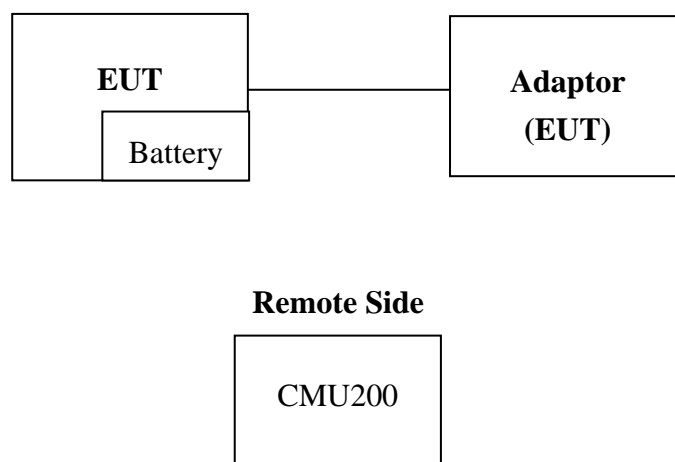 EUT
Battery
Adaptor
(EUT)
Remote Side
CMU200